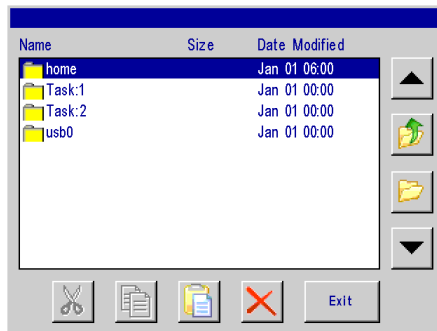 Name Size Date Modified
home Jan 01 06:00
Task:1 Jan 01 00:00
Task:2 Jan 01 00:00
usb0 Jan 01 00:00
Exit